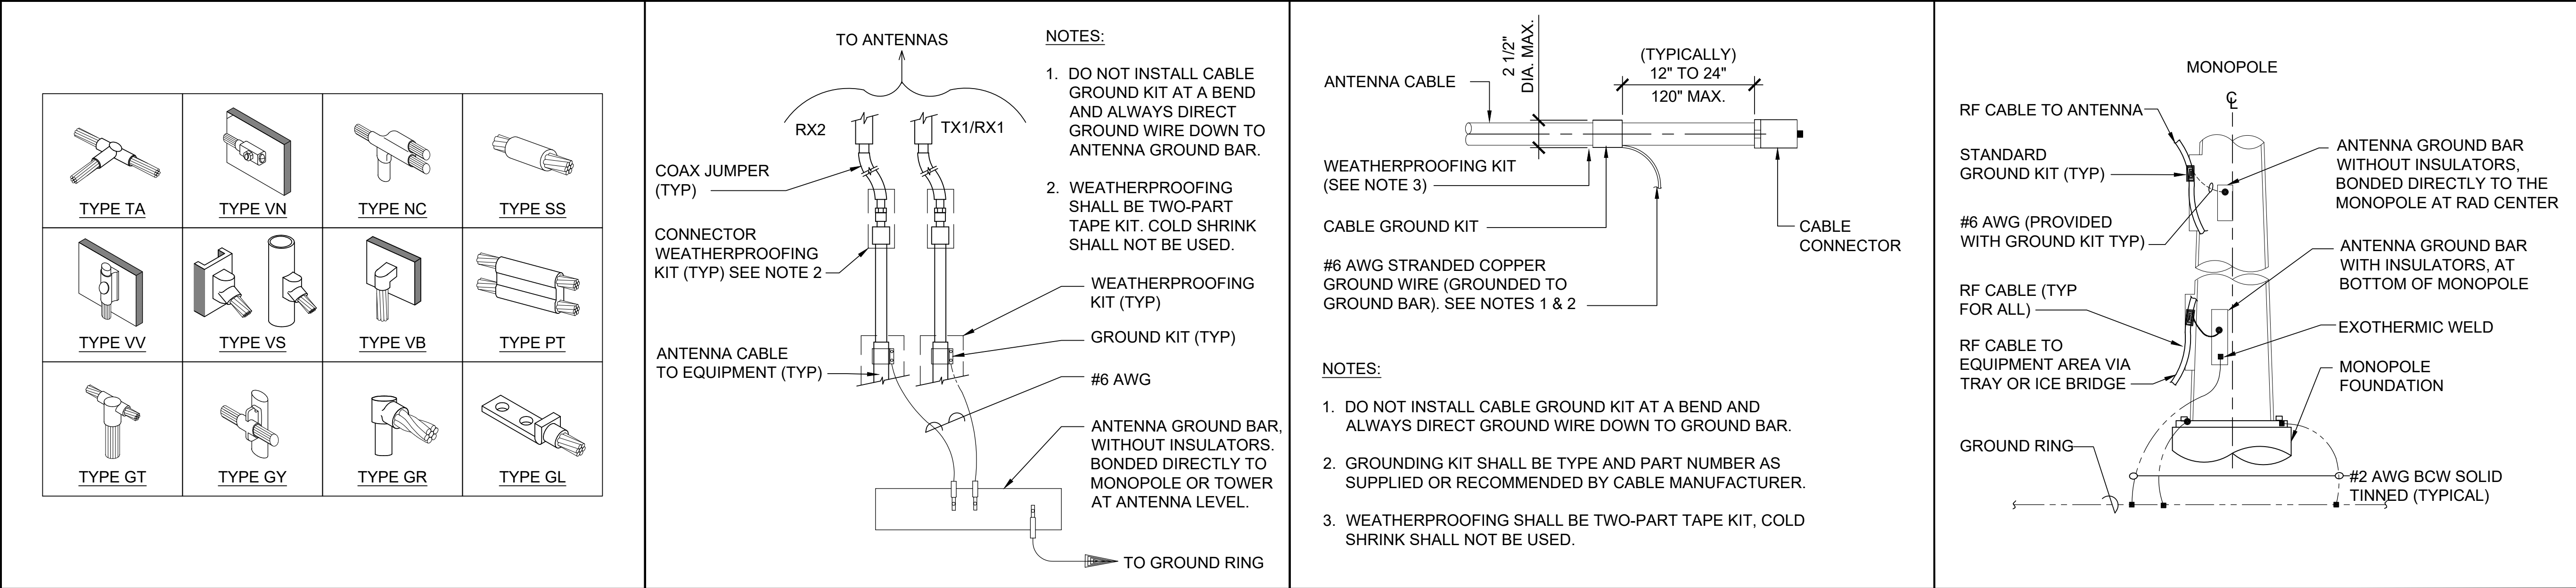 TYPE TA
TYPE VN
TYPE NC
TYPE SS
TYPE VV
TYPE VS
TYPE VB
TYPE PT
TYPE GT
TYPE GY
TYPE GR
TYPE GL
TO ANTENNAS
RX2
TX1/RX1
COAX JUMPER
(TYP)
CONNECTOR
WEATHERPROOFING
KIT (TYP) SEE NOTE 2
ANTENNA CABLE
TO EQUIPMENT (TYP)
NOTES:
1. DO NOT INSTALL CABLE
GROUND KIT AT A BEND
AND ALWAYS DIRECT
GROUND WIRE DOWN TO
ANTENNA GROUND BAR.
2. WEATHERPROOFING
SHALL BE TWO-PART
TAPE KIT. COLD SHRINK
SHALL NOT BE USED.
WEATHERPROOFING
KIT (TYP)
GROUND KIT (TYP)
#6 AWG
ANTENNA GROUND BAR,
WITHOUT INSULATORS.
BONDED DIRECTLY TO
MONOPOLE OR TOWER
AT ANTENNA LEVEL.
TO GROUND RING
2 1/2"
DIA. MAX.
(TYPICALLY)
12" TO 24"
120" MAX.
ANTENNA CABLE
WEATHERPROOFING KIT
(SEE NOTE 3)
CABLE GROUND KIT
CABLE
CONNECTOR
#6 AWG STRANDED COPPER
GROUND WIRE (GROUNDED TO
GROUND BAR). SEE NOTES 1 & 2
NOTES:
1. DO NOT INSTALL CABLE GROUND KIT AT A BEND AND
ALWAYS DIRECT GROUND WIRE DOWN TO GROUND BAR.
2. GROUNDING KIT SHALL BE TYPE AND PART NUMBER AS
SUPPLIED OR RECOMMENDED BY CABLE MANUFACTURER.
3. WEATHERPROOFING SHALL BE TWO-PART TAPE KIT, COLD
SHRINK SHALL NOT BE USED.
MONOPOLE
℄
RF CABLE TO ANTENNA
STANDARD
GROUND KIT (TYP)
#6 AWG (PROVIDED
WITH GROUND KIT TYP)
RF CABLE (TYP
FOR ALL)
RF CABLE TO
EQUIPMENT AREA VIA
TRAY OR ICE BRIDGE
GROUND RING
ANTENNA GROUND BAR
WITHOUT INSULATORS,
BONDED DIRECTLY TO THE
MONOPOLE AT RAD CENTER
ANTENNA GROUND BAR
WITH INSULATORS, AT
BOTTOM OF MONOPOLE
EXOTHERMIC WELD
MONOPOLE
FOUNDATION
#2 AWG BCW SOLID
TINNED (TYPICAL)